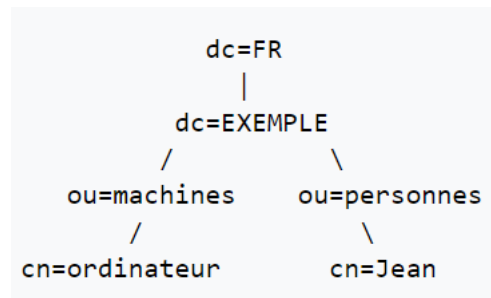 dc=FR
|
dc=EXEMPLE
/ \
ou=machines ou=personnes
/ \
cn=ordinateur cn=Jean